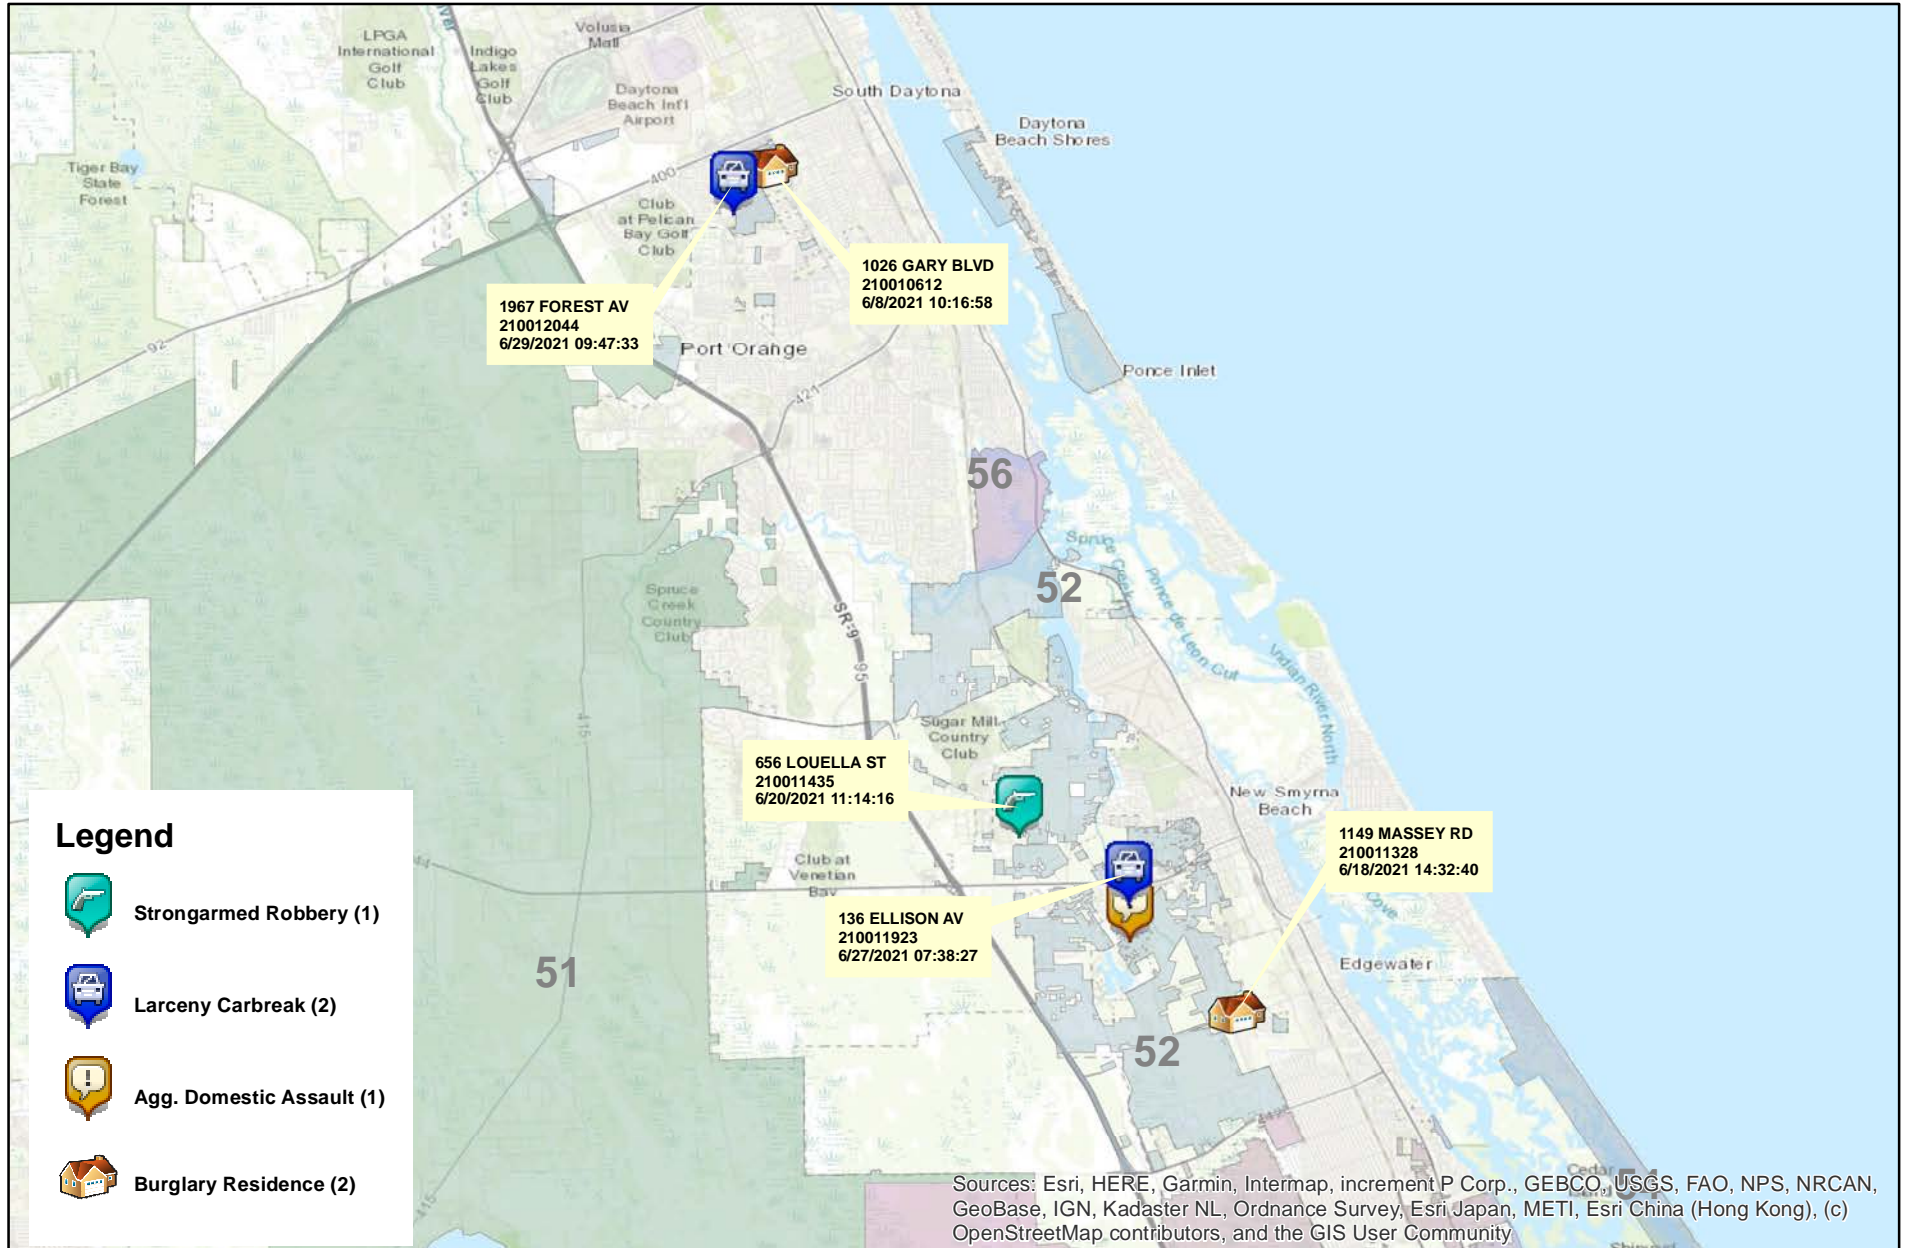 LPGA
International
Golf
Club
Indigo
Lakes
Golf
Club
Volusia
Mall
Daytona
Beach Int'l
Airport
South Daytona
Daytona
Beach Shores
Tiger Bay
State
Forest
400
Club
at Pelican
Bay Golf
Club
1026 GARY BLVD
210010612
6/8/2021 10:16:58
1967 FOREST AV
210012044
6/29/2021 09:47:33
92
Port Orange
421
Ponce Inlet
56
52
Spruce
Creek
Ponce de Leon Cut
Indian River North
Spruce
Creek
Country
Club
SR-9
95
415
Sugar Mill
Country
Club
656 LOUELLA ST
210011435
6/20/2021 11:14:16
New Smyrna
Beach
1149 MASSEY RD
210011328
6/18/2021 14:32:40
Club at
Venetian
Bay
44
136 ELLISON AV
210011923
6/27/2021 07:38:27
Cove
Edgewater
51
52
Legend
Strongarmed Robbery (1)
Larceny Carbreak (2)
Agg. Domestic Assault (1)
Burglary Residence (2)
415
Cedar
54
Sources: Esri, HERE, Garmin, Intermap, increment P Corp., GEBCO, USGS, FAO, NPS, NRCAN,
GeoBase, IGN, Kadaster NL, Ordnance Survey, Esri Japan, METI, Esri China (Hong Kong), (c)
OpenStreetMap contributors, and the GIS User Community